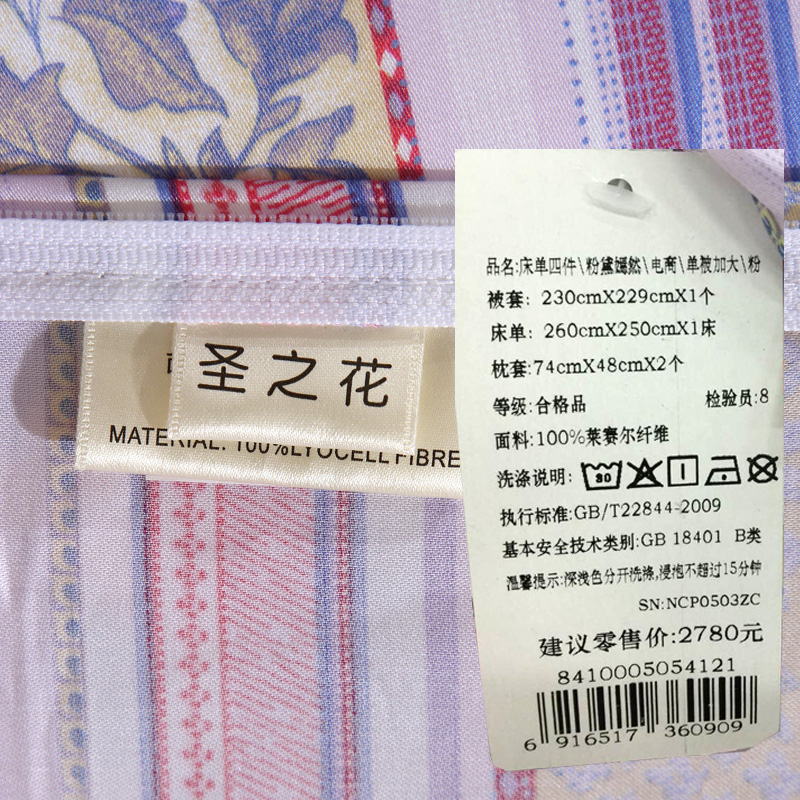 圣之花
MATERIAL: 100%LYOCELL FIBRE
品名:床单四件\粉黛嫣然\电商\单被加大\粉
被套: 230cmX229cmX1个
床单: 260cmX250cmX1床
枕套:74cmX48cmX2个
等级:合格品 检验员:8
面料:100%莱赛尔纤维
洗涤说明:
30
执行标准:GB/T22844-2009
基本安全技术类别:GB 18401 B类
温馨提示:深浅色分开洗涤,浸泡不超过15分钟
SN:NCP0503ZC
建议零售价:2780元
8410005054121
6 916517 360909